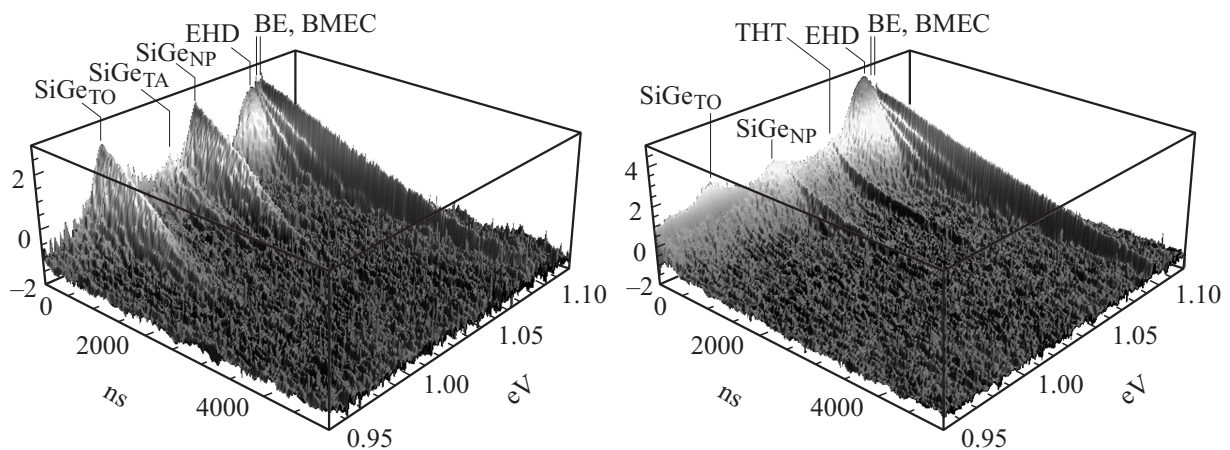 EHD BE, BMEC
SiGeNP
SiGeTA
SiGeTO
2
0
−2
0
2000
4000
ns
0.95
1.00
1.05
1.10
eV
THT EHD BE, BMEC
SiGeTO
SiGeNP
4
2
0
−2
0
2000
4000
ns
0.95
1.00
1.05
1.10
eV